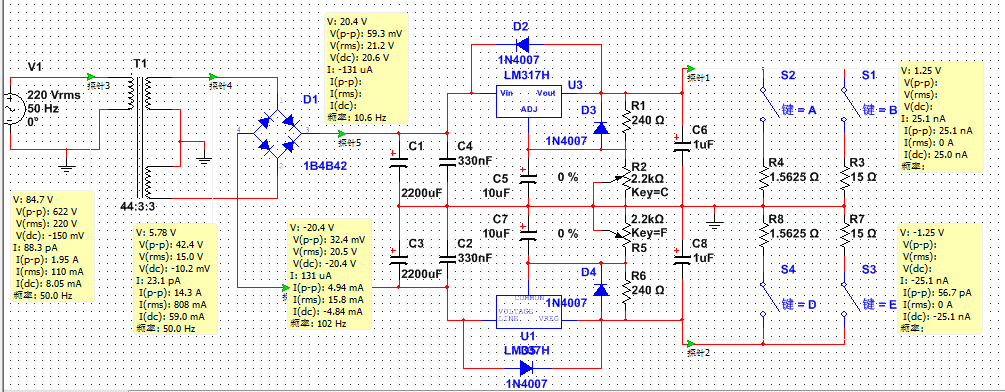 V1
220 Vrms
50 Hz
0°
探针3
T1
44:3:3
探针4
D1
1B4B42
探针5
V: 20.4 V
V(p-p): 59.3 mV
V(rms): 21.2 V
V(dc): 20.6 V
I: -131 uA
I(p-p):
I(rms):
I(dc):
频率: 10.6 Hz
D2
1N4007
LM317H
U3
Vin
Vout
ADJ
D3
1N4007
R1
240 Ω
C1
2200uF
C4
330nF
C5
10uF
0 %
R2
2.2kΩ
Key=C
C6
1uF
探针1
S2
键 = A
S1
键 = B
R4
1.5625 Ω
R3
15 Ω
V: 1.25 V
V(p-p):
V(rms):
V(dc):
I: 25.1 nA
I(p-p): 25.1 nA
I(rms): 0 A
I(dc): 25.0 nA
频率:
V: 84.7 V
V(p-p): 622 V
V(rms): 220 V
V(dc): -150 mV
I: 88.3 pA
I(p-p): 1.95 A
I(rms): 110 mA
I(dc): 8.05 mA
频率: 50.0 Hz
V: 5.78 V
V(p-p): 42.4 V
V(rms): 15.0 V
V(dc): -10.2 mV
I: 23.1 pA
I(p-p): 14.3 A
I(rms): 808 mA
I(dc): 59.0 mA
频率: 50.0 Hz
V: -20.4 V
V(p-p): 32.4 mV
V(rms): 20.5 V
V(dc): -20.4 V
I: 131 uA
I(p-p): 4.94 mA
I(rms): 15.8 mA
I(dc): -4.84 mA
频率: 102 Hz
C3
2200uF
C2
330nF
C7
10uF
0 %
2.2kΩ
Key=F
R5
D4
1N4007
R6
240 Ω
C8
1uF
COMMON
VOLTAGE
LINE
VREG
U1
LM337H
1N4007
探针2
R8
1.5625 Ω
R7
15 Ω
S4
键 = D
S3
键 = E
V: -1.25 V
V(p-p):
V(rms):
V(dc):
I: -25.1 nA
I(p-p): 56.7 pA
I(rms): 0 A
I(dc): -25.1 nA
频率: